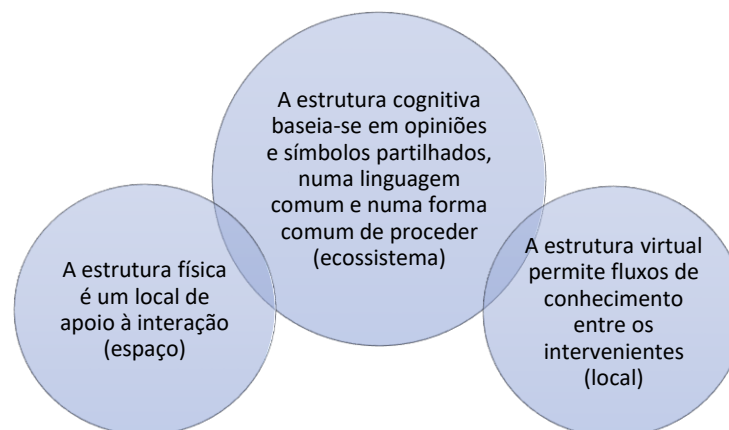 A estrutura cognitiva
baseia-se em opiniões
e símbolos partilhados,
numa linguagem
comum e numa forma
comum de proceder
(ecossistema)
A estrutura física
é um local de
apoio à interação
(espaço)
A estrutura virtual
permite fluxos de
conhecimento
entre os
intervenientes
(local)